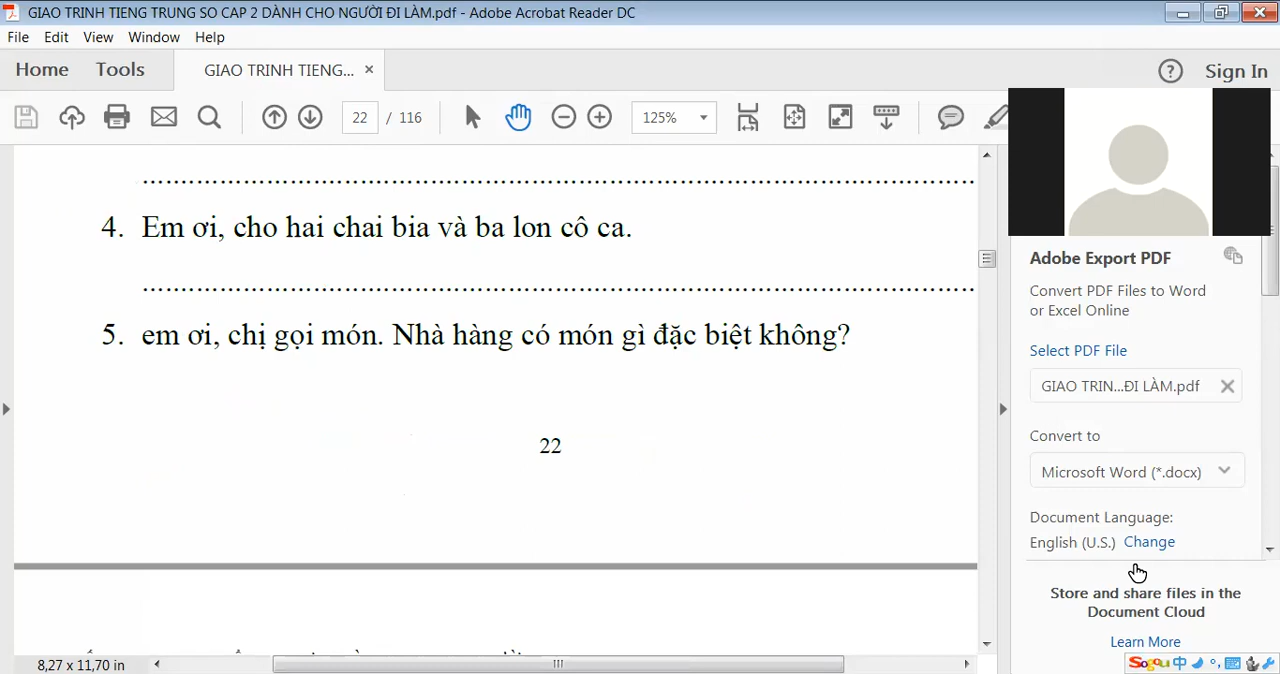 GIAO TRINH TIENG TRUNG SO CAP 2 DÀNH CHO NGƯỜI ĐI LÀM.pdf - Adobe Acrobat Reader DC
File Edit View Window Help
Home Tools GIAO TRINH TIENG... × Sign In
22 / 116 125%
4. Em ơi, cho hai chai bia và ba lon cô ca.
5. em ơi, chị gọi món. Nhà hàng có món gì đặc biệt không?
22
8,27 x 11,70 in
Adobe Export PDF
Convert PDF Files to Word
or Excel Online
Select PDF File
GIAO TRIN...ĐI LÀM.pdf
Convert to
Microsoft Word (*.docx)
Document Language:
English (U.S.) Change
Store and share files in the
Document Cloud
Learn More
Sogou 中